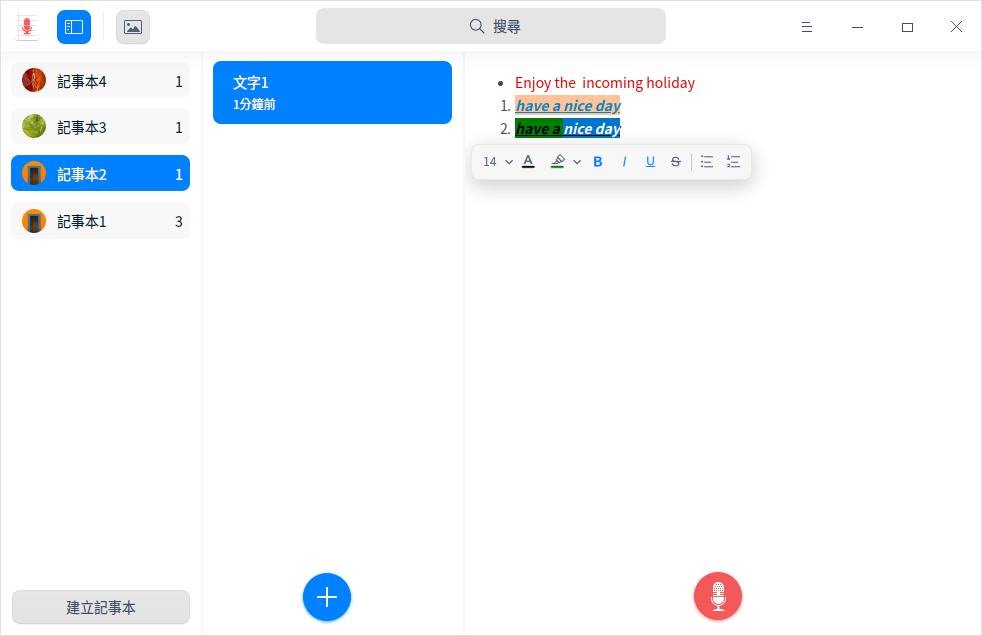 搜尋
記事本4 1
記事本3 1
記事本2 1
記事本1 3
建立記事本
文字1
1分鐘前
• Enjoy the  incoming holiday
1. have a nice day
2. have a nice day
14 A B I U S